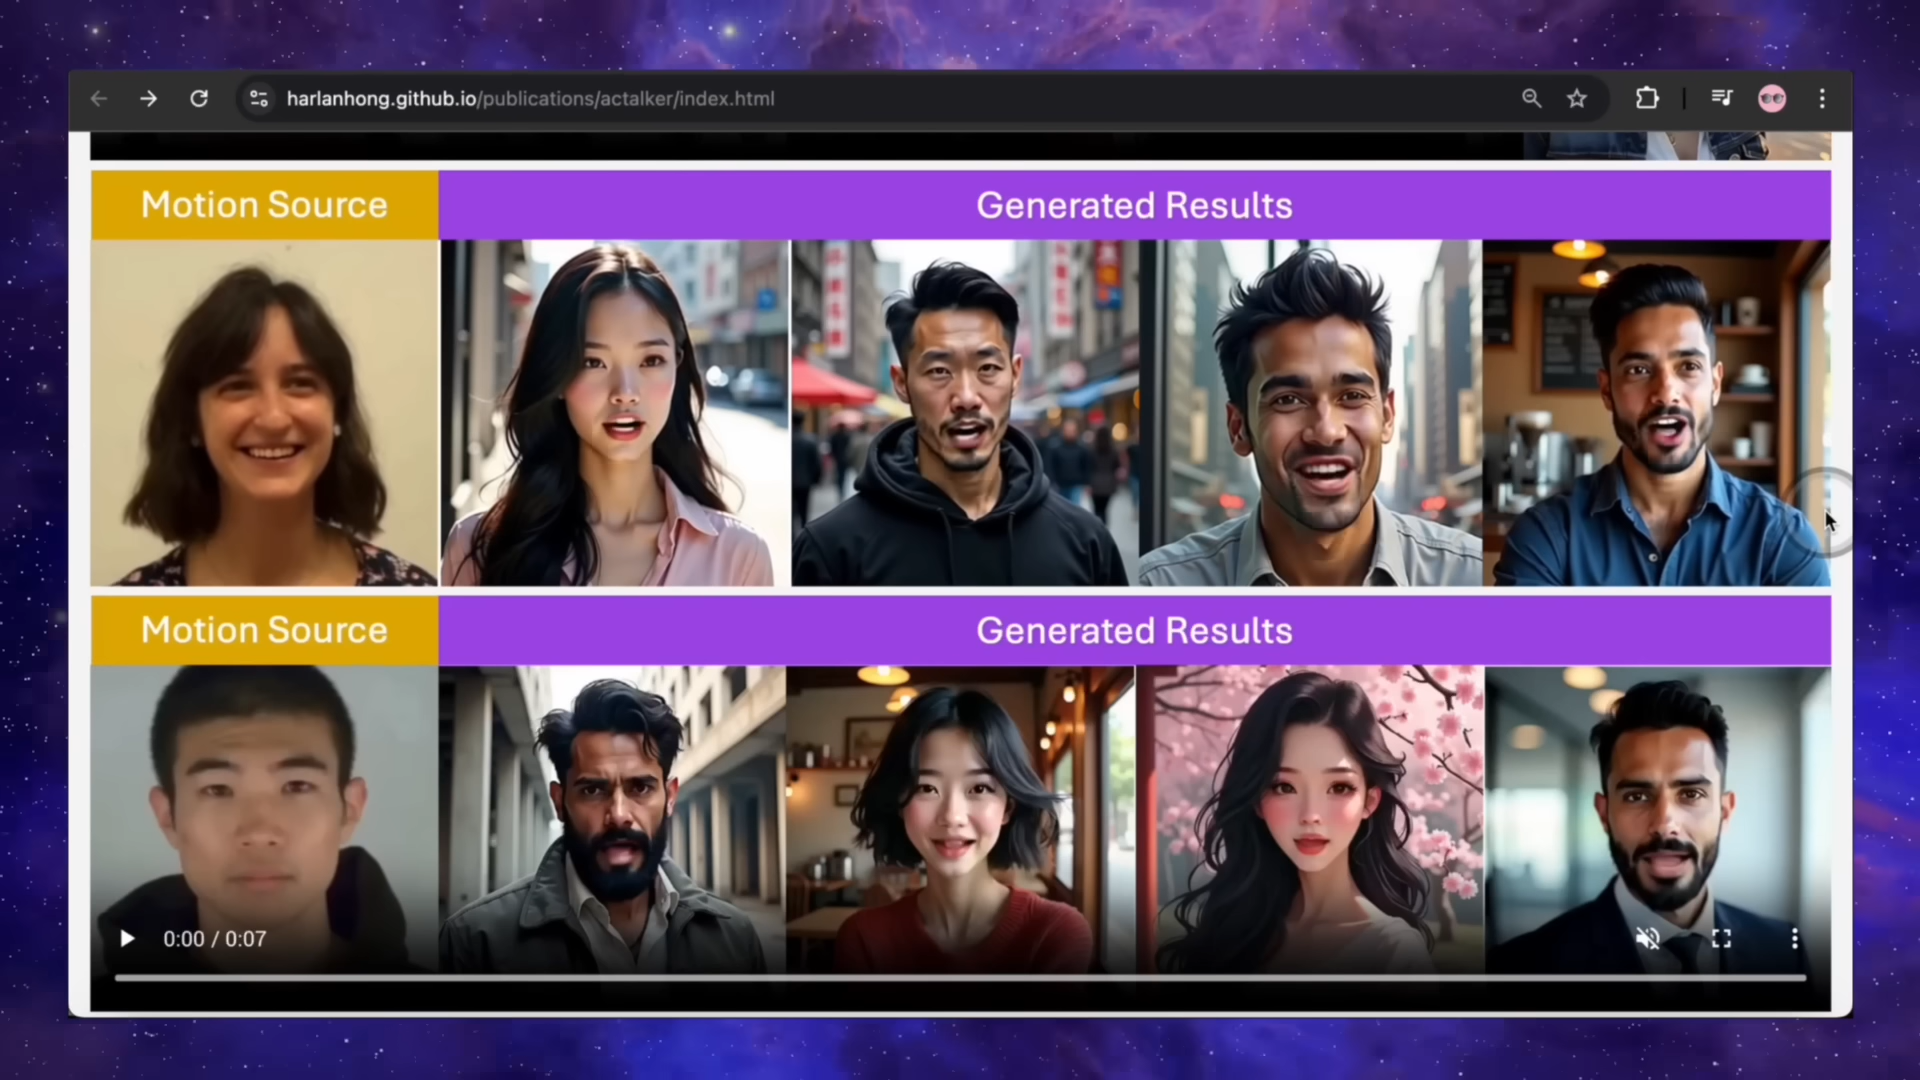 harlanhong.github.io/publications/actalker/index.html
Motion Source
Generated Results
Motion Source
Generated Results
0:00 / 0:07